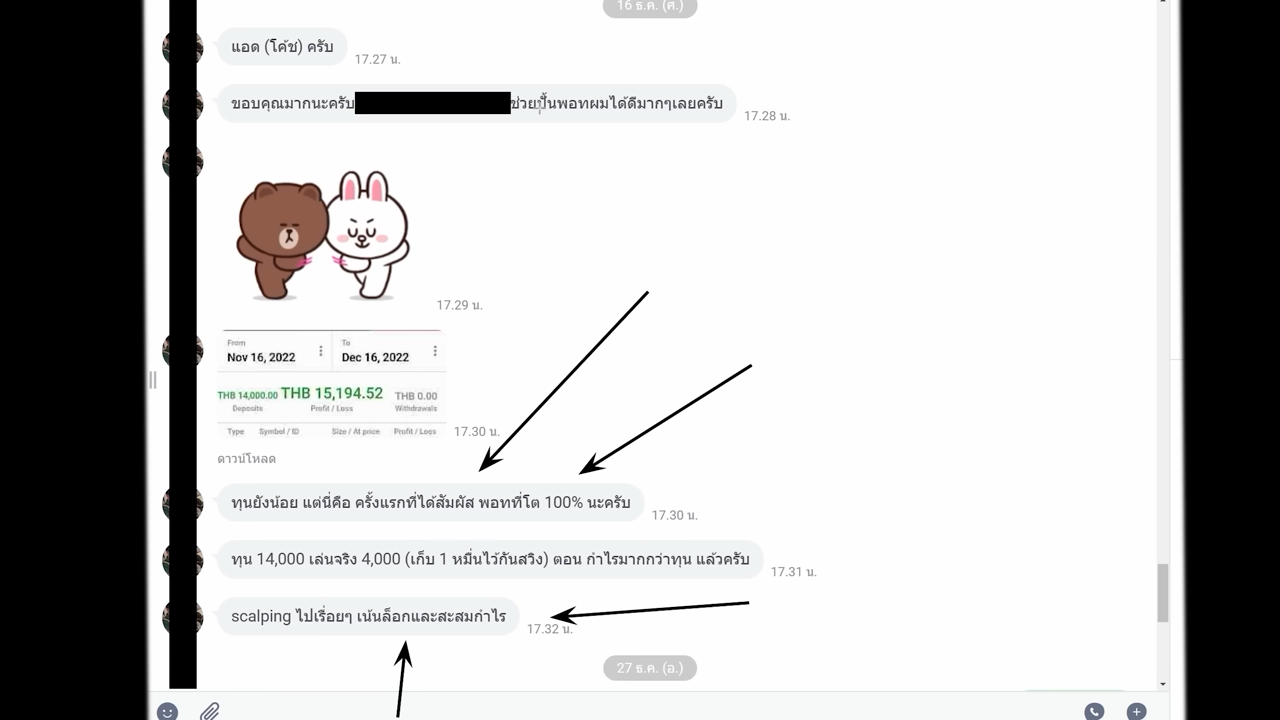 16 ธ.ค. (ศ.)
แอด (โค้ช) ครับ
17.27 น.
ขอบคุณมากนะครับ ช่วยปั้นพอทผมได้ดีมากๆเลยครับ
17.28 น.
17.29 น.
From To
Nov 16, 2022 Dec 16, 2022
THB 14,000.00 THB 15,194.52 THB 0.00
Deposits Profit / Loss Withdrawals
Type Symbol / ID Size / At price Profit / Loss
17.30 น.
ดาวน์โหลด
ทุนยังน้อย แต่นี่คือ ครั้งแรกที่ได้สัมผัส พอทที่โต 100% นะครับ
17.30 น.
ทุน 14,000 เล่นจริง 4,000 (เก็บ 1 หมื่นไว้กันสวิง) ตอน กำไรมากกว่าทุน แล้วครับ
17.31 น.
scalping ไปเรื่อยๆ เน้นล็อกและสะสมกำไร
17.32 น.
27 ธ.ค. (อ.)